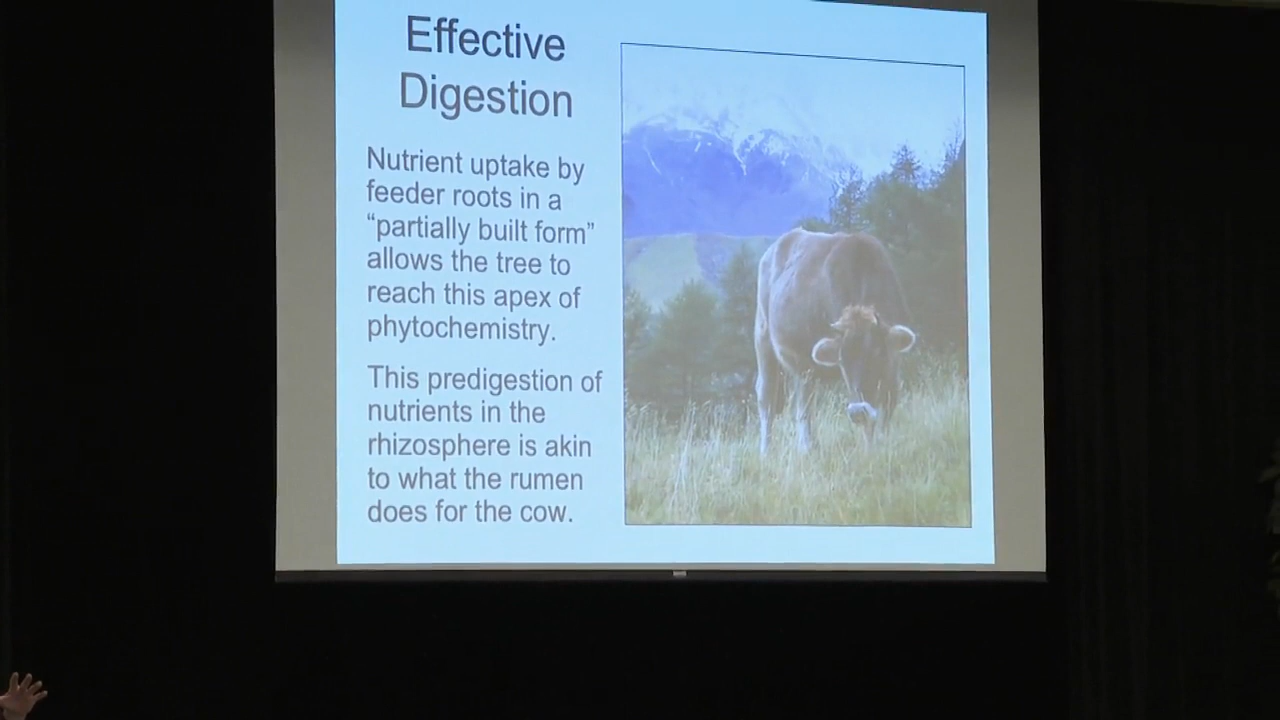 Effective
Digestion
Nutrient uptake by
feeder roots in a
“partially built form”
allows the tree to
reach this apex of
phytochemistry.
This predigestion of
nutrients in the
rhizosphere is akin
to what the rumen
does for the cow.